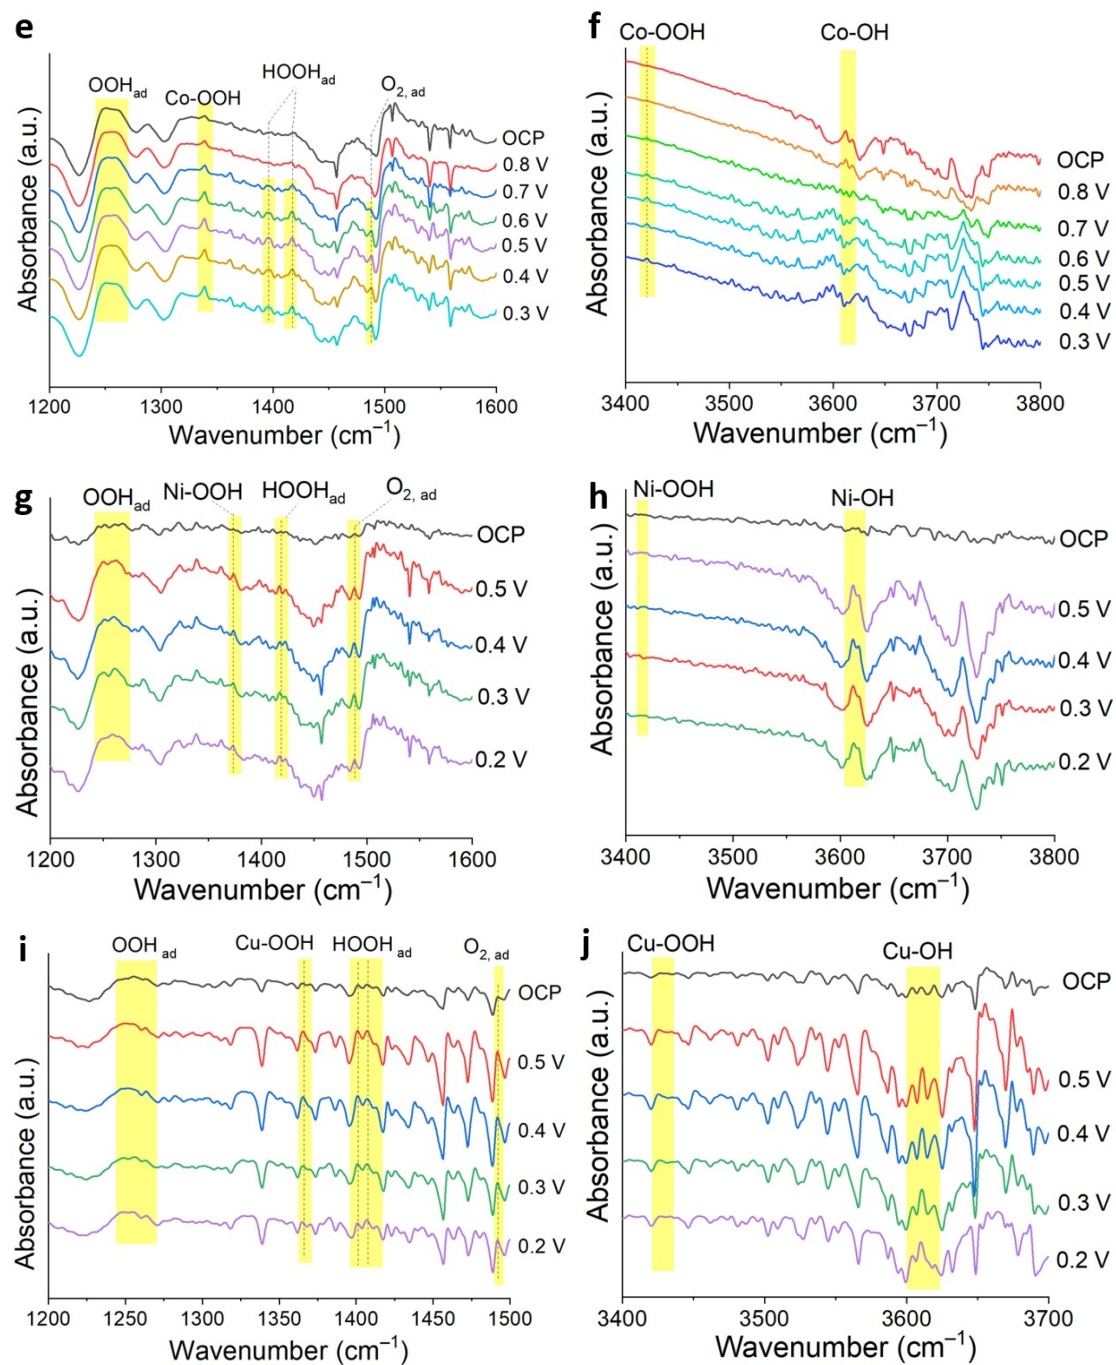 e
OOHad
Co-OOH
HOOHad
O2, ad
OCP
0.8 V
0.7 V
0.6 V
0.5 V
0.4 V
0.3 V
Absorbance (a.u.)
1200 1300 1400 1500 1600
Wavenumber (cm–1)
f
Co-OOH
Co-OH
OCP
0.8 V
0.7 V
0.6 V
0.5 V
0.4 V
0.3 V
Absorbance (a.u.)
3400 3500 3600 3700 3800
Wavenumber (cm–1)
g
OOHad
Ni-OOH
HOOHad
O2, ad
OCP
0.5 V
0.4 V
0.3 V
0.2 V
Absorbance (a.u.)
1200 1300 1400 1500 1600
Wavenumber (cm–1)
h
Ni-OOH
Ni-OH
OCP
0.5 V
0.4 V
0.3 V
0.2 V
Absorbance (a.u.)
3400 3500 3600 3700 3800
Wavenumber (cm–1)
i
OOH ad
Cu-OOH
HOOH ad
O2, ad
OCP
0.5 V
0.4 V
0.3 V
0.2 V
Absorbance (a.u.)
1200 1250 1300 1350 1400 1450 1500
Wavenumber (cm–1)
j
Cu-OOH
Cu-OH
OCP
0.5 V
0.4 V
0.3 V
0.2 V
Absorbance (a.u.)
3400 3500 3600 3700
Wavenumber (cm–1)